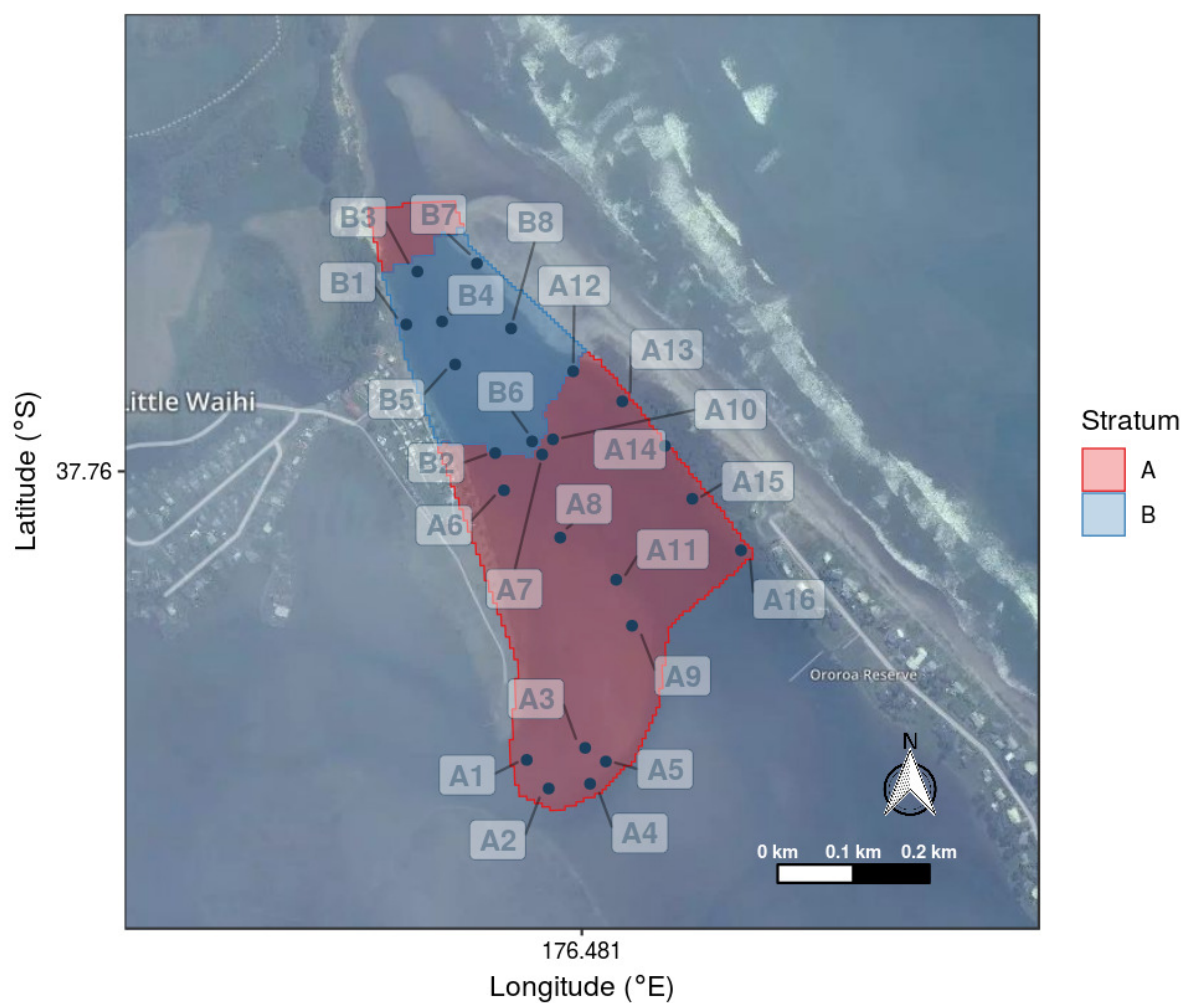 B3
B7
B8
B1
B4
A12
A13
B5
B6
A10
Little Waihi
A14
B2
A15
A6
A8
A11
A7
A16
Ororoa Reserve
A9
A3
A1
A5
A2
A4
N
0 km 0.1 km 0.2 km
37.76
Latitude (°S)
176.481
Longitude (°E)
Stratum
A
B